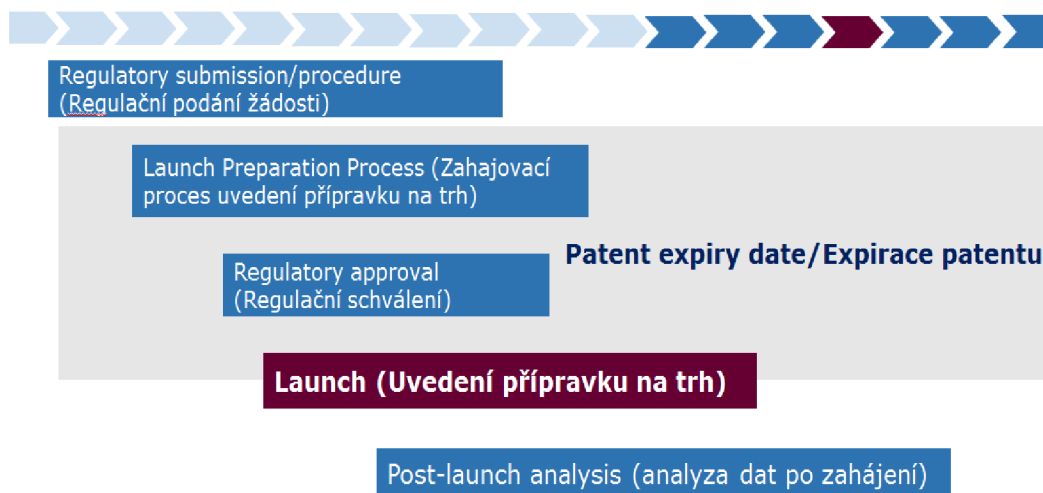 Regulatory submission/procedure
(Regulační podání žádosti)
Launch Preparation Process (Zahajovací
proces uvedení přípravku na trh)
Patent expiry date/Expirace patentu
Regulatory approval
(Regulační schválení)
Launch (Uvedení přípravku na trh)
Post-launch analysis (analyza dat po zahájení)